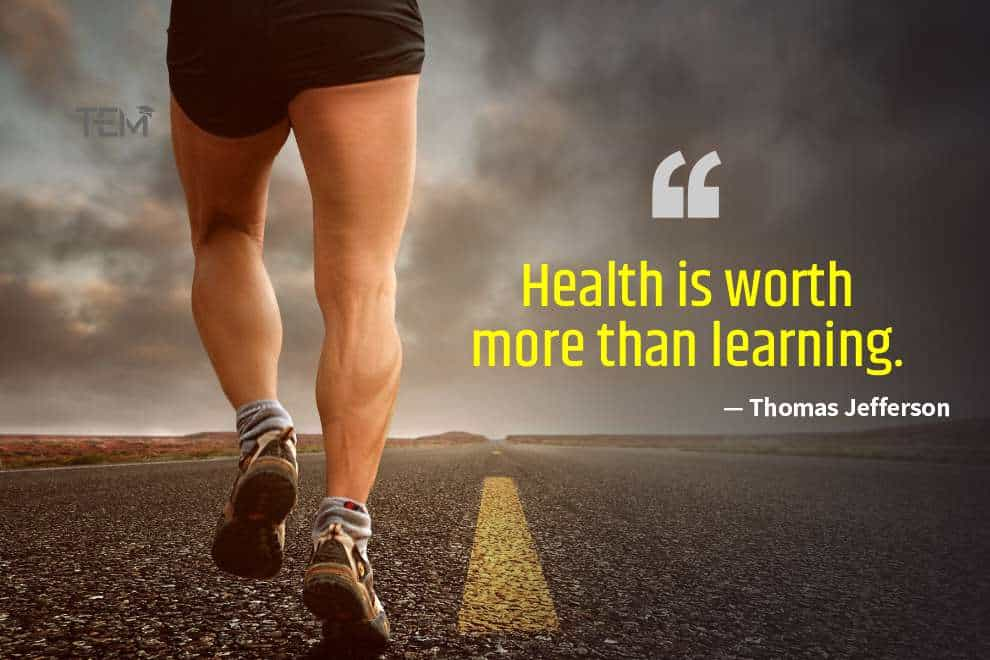 TEM
“
Health is worth
more than learning.
— Thomas Jefferson